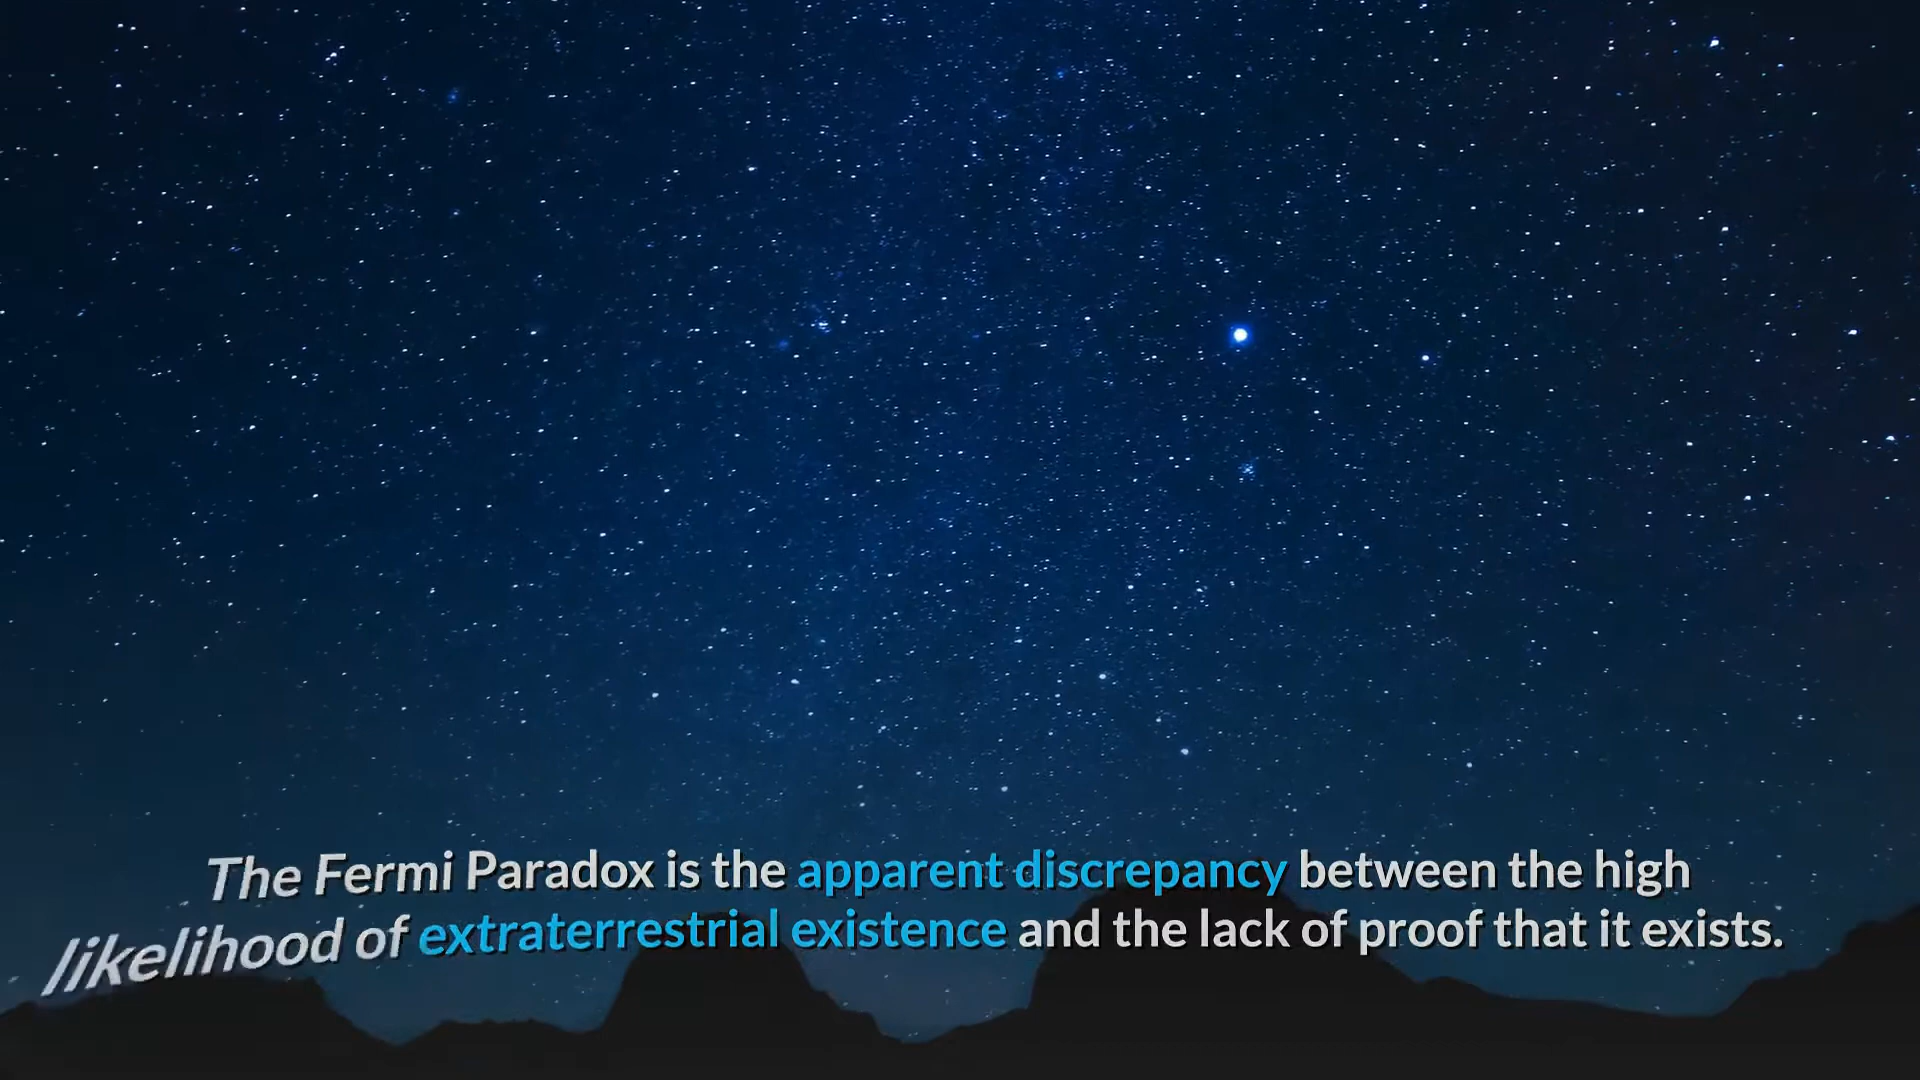 The Fermi Paradox is the apparent discrepancy between the high
likelihood of extraterrestrial existence and the lack of proof that it exists.